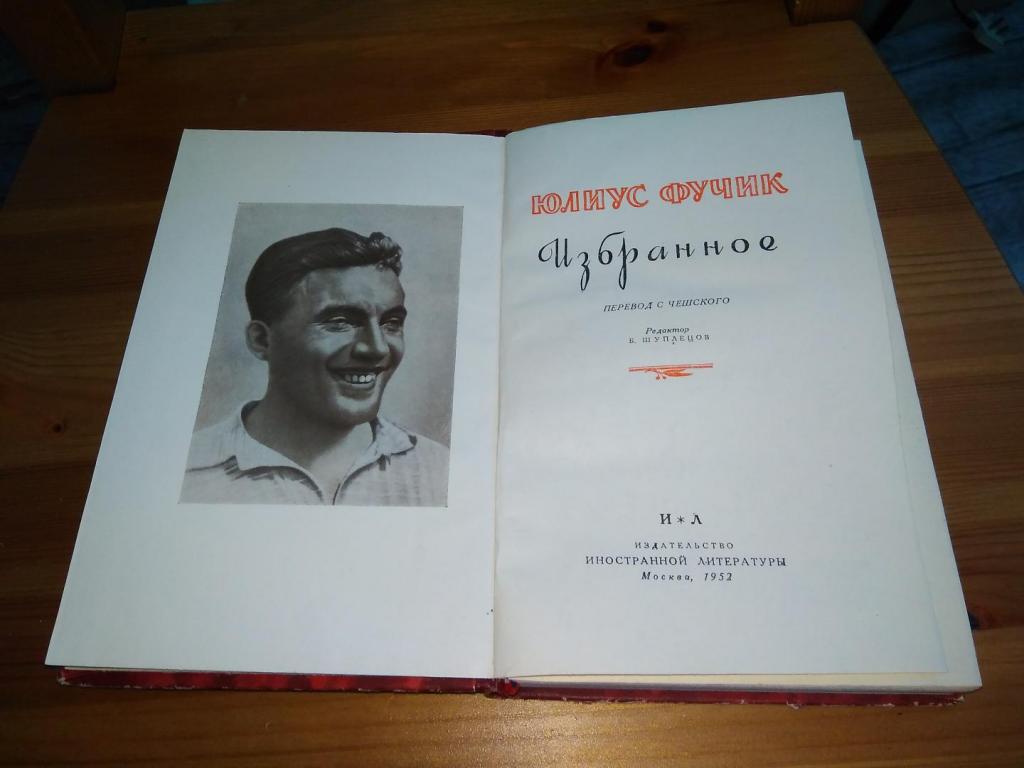 ЮЛИУС ФУЧИК
Избранное
ПЕРЕВОД С ЧЕШСКОГО
Редактор
Б. ШУПЛЕЦОВ
И * Л
ИЗДАТЕЛЬСТВО
ИНОСТРАННОЙ ЛИТЕРАТУРЫ
Москва, 1952